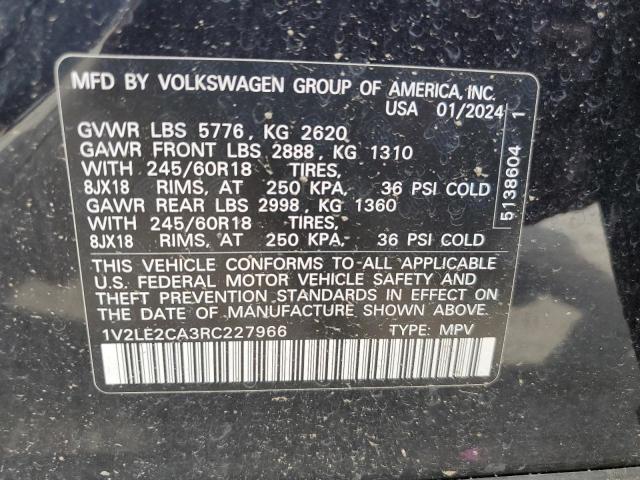 MFD BY VOLKSWAGEN GROUP OF AMERICA, INC.
USA 01/2024
GVWR LBS 5776, KG 2620
GAWR FRONT LBS 2888, KG 1310
WITH 245/60R18 TIRES,
8JX18 RIMS, AT 250 KPA, 36 PSI COLD
GAWR REAR LBS 2998, KG 1360
WITH 245/60R18 TIRES,
8JX18 RIMS, AT 250 KPA, 36 PSI COLD
THIS VEHICLE CONFORMS TO ALL APPLICABLE
U.S. FEDERAL MOTOR VEHICLE SAFETY AND
THEFT PREVENTION STANDARDS IN EFFECT ON
THE DATE OF MANUFACTURE SHOWN ABOVE.
1V2LE2CA3RC227966 TYPE: MPV
5138604 1